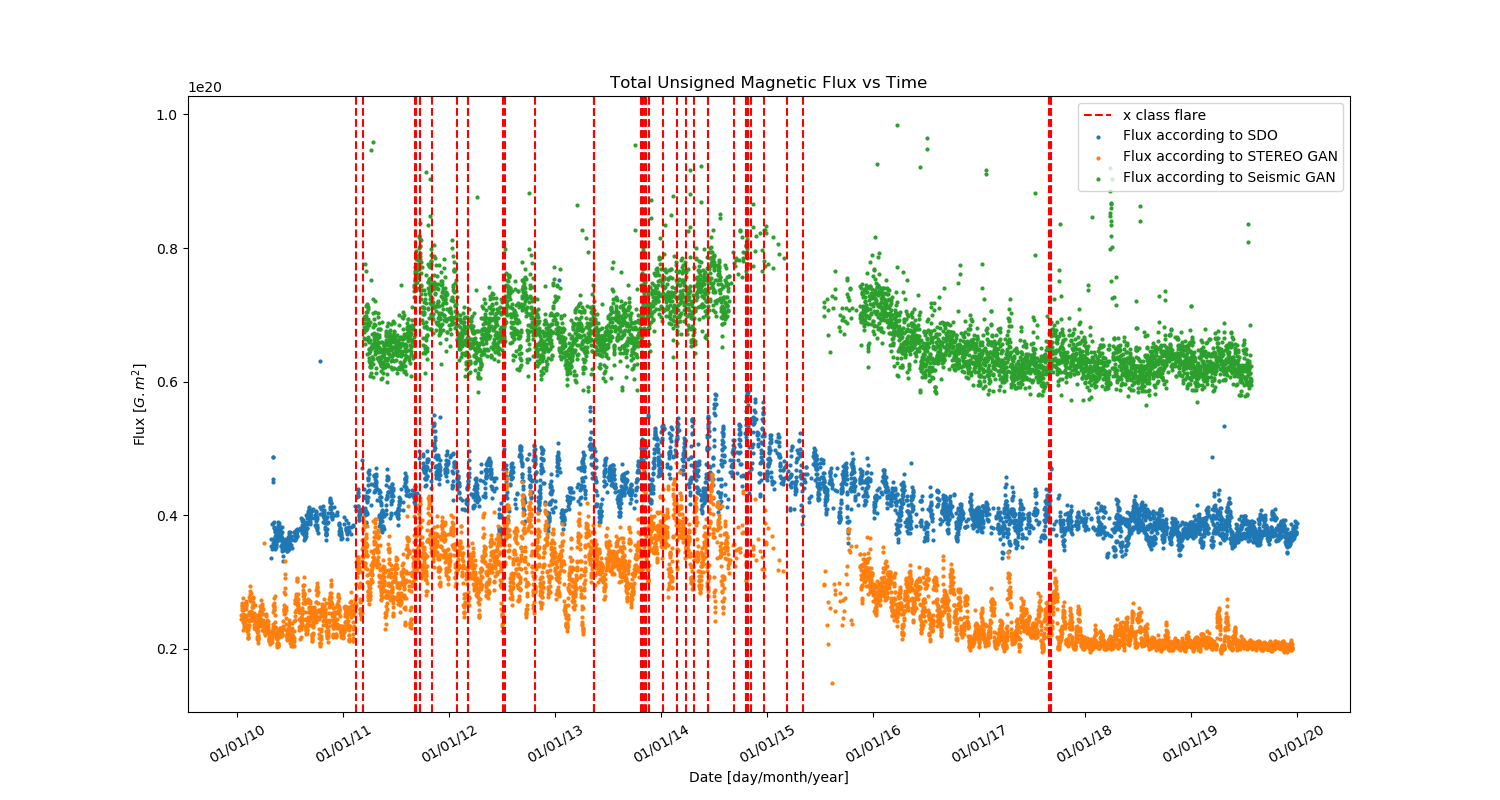 Total Unsigned Magnetic Flux vs Time
1e20
1.0
0.8
0.6
0.4
0.2
Flux [G.m²]
x class flare
Flux according to SDO
Flux according to STEREO GAN
Flux according to Seismic GAN
01/01/10
01/01/11
01/01/12
01/01/13
01/01/14
01/01/15
01/01/16
01/01/17
01/01/18
01/01/19
01/01/20
Date [day/month/year]